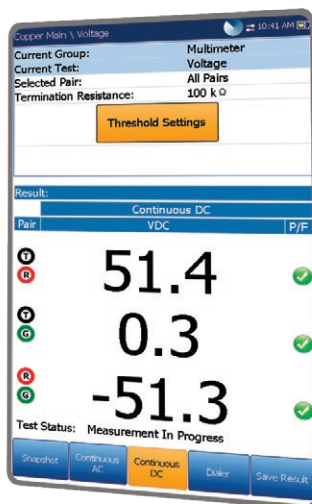 Copper Main \ Voltage 10:41 AM
Current Group: Multimeter
Current Test: Voltage
Selected Pair: All Pairs
Termination Resistance: 100 k Ω
Threshold Settings
Result:
Continuous DC
Pair VDC P/F
T
R
51.4
T
G
0.3
R
G
-51.3
Test Status: Measurement In Progress
Snapshot Continuous AC Continuous DC Dialer Save Result